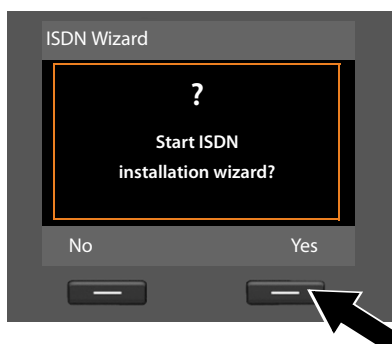 ISDN Wizard
?
Start ISDN
installation wizard?
No Yes